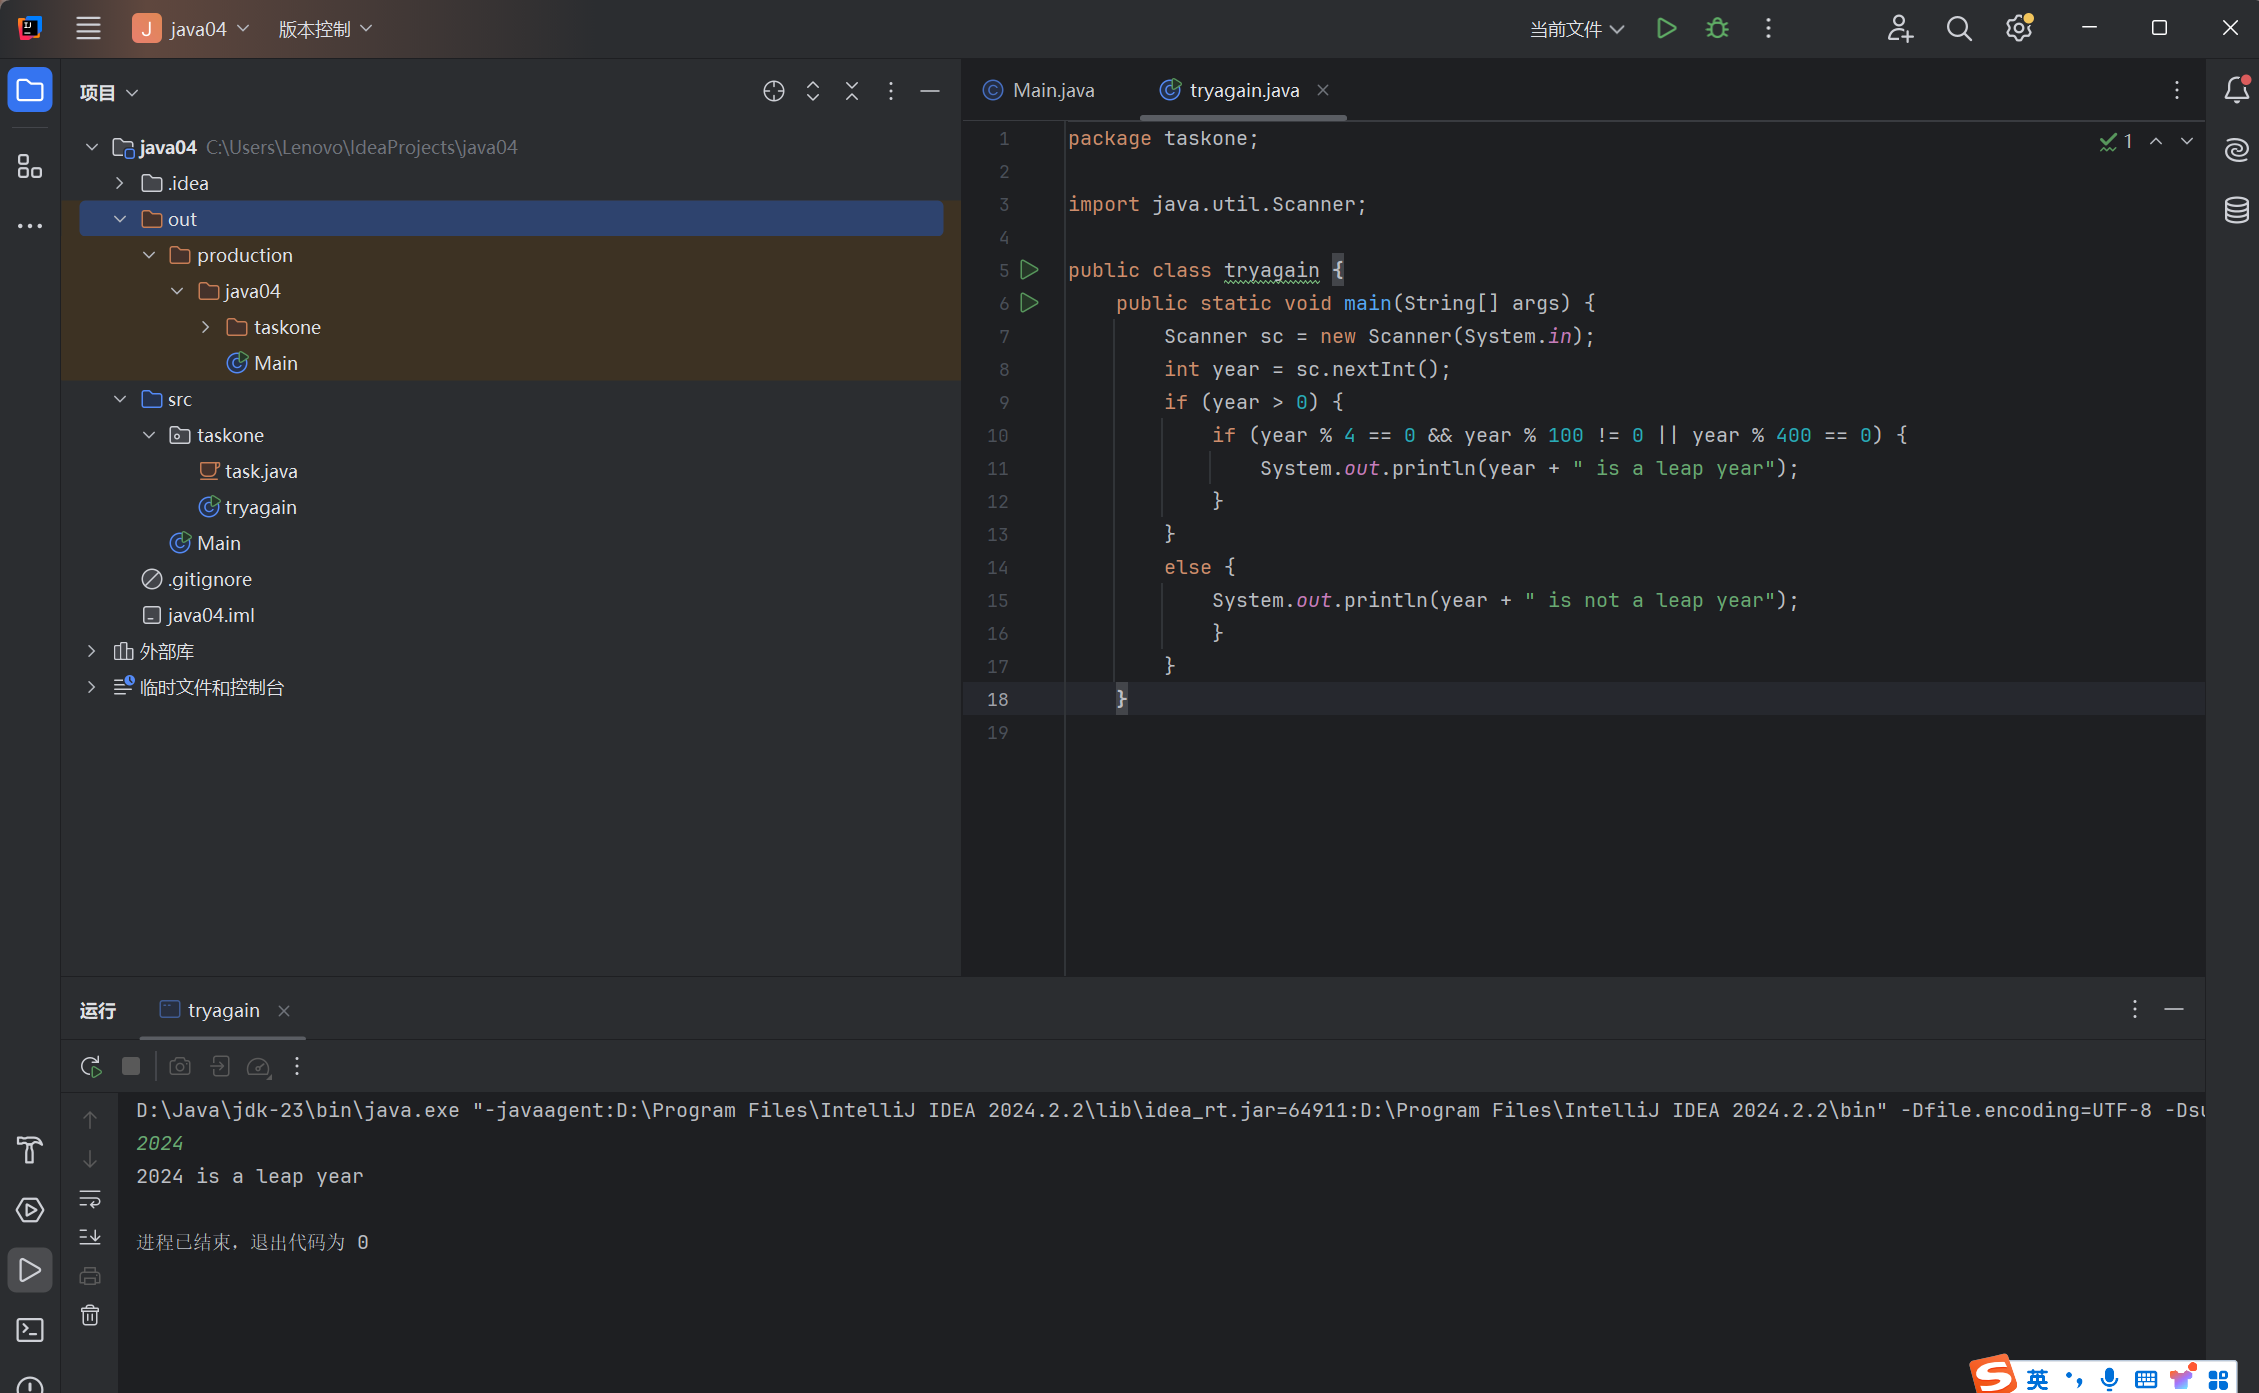 J java04 版本控制 当前文件
项目
java04 C:\Users\Lenovo\IdeaProjects\java04
.idea
out
production
java04
taskone
Main
src
taskone
task.java
tryagain
Main
.gitignore
java04.iml
外部库
临时文件和控制台
Main.java tryagain.java
1 package taskone;
2
3 import java.util.Scanner;
4
5 public class tryagain {
6 public static void main(String[] args) {
7 Scanner sc = new Scanner(System.in);
8 int year = sc.nextInt();
9 if (year > 0) {
10 if (year % 4 == 0 && year % 100 != 0 || year % 400 == 0) {
11 System.out.println(year + " is a leap year");
12 }
13 }
14 else {
15 System.out.println(year + " is not a leap year");
16 }
17 }
18 }
19
1
运行 tryagain
D:\Java\jdk-23\bin\java.exe "-javaagent:D:\Program Files\IntelliJ IDEA 2024.2.2\lib\idea_rt.jar=64911:D:\Program Files\IntelliJ IDEA 2024.2.2\bin" -Dfile.encoding=UTF-8 -Dsu
2024
2024 is a leap year
进程已结束，退出代码为 0
S 英